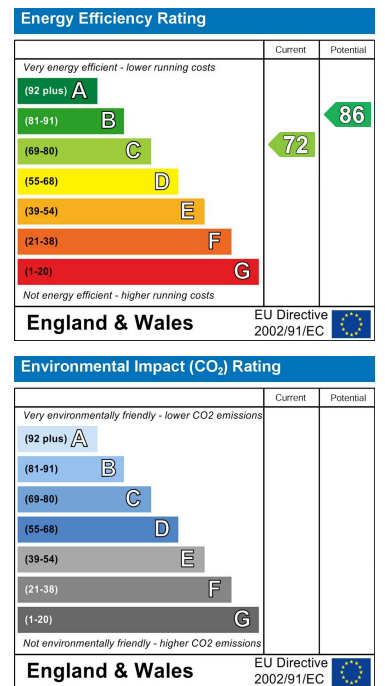 Energy Efficiency Rating
Current Potential
Very energy efficient - lower running costs
(92 plus) A
(81-91) B
86
(69-80) C
72
(55-68) D
(39-54) E
(21-38) F
(1-20) G
Not energy efficient - higher running costs
England & Wales
EU Directive
2002/91/EC
Environmental Impact (CO₂) Rating
Current Potential
Very environmentally friendly - lower CO2 emissions
(92 plus) A
(81-91) B
(69-80) C
(55-68) D
(39-54) E
(21-38) F
(1-20) G
Not environmentally friendly - higher CO2 emissions
England & Wales
EU Directive
2002/91/EC